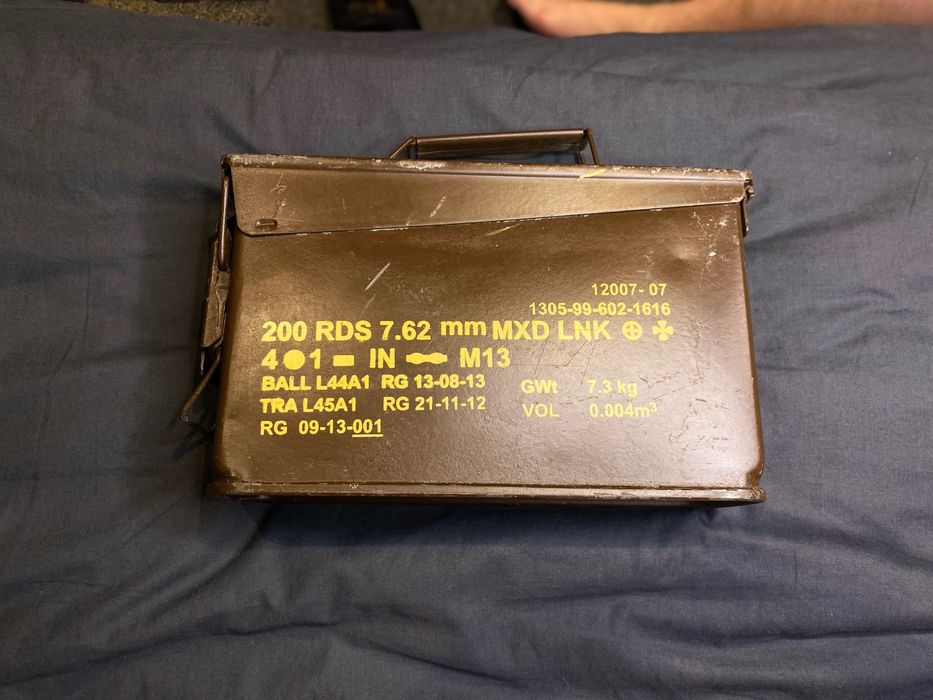 12007-07
1305-99-602-1616
200 RDS 7.62 mm MXD LNK
4 1 IN M13
BALL L44A1 RG 13-08-13
TRA L45A1 RG 21-11-12
RG 09-13-001
GWt 7.3 kg
VOL 0.004m³